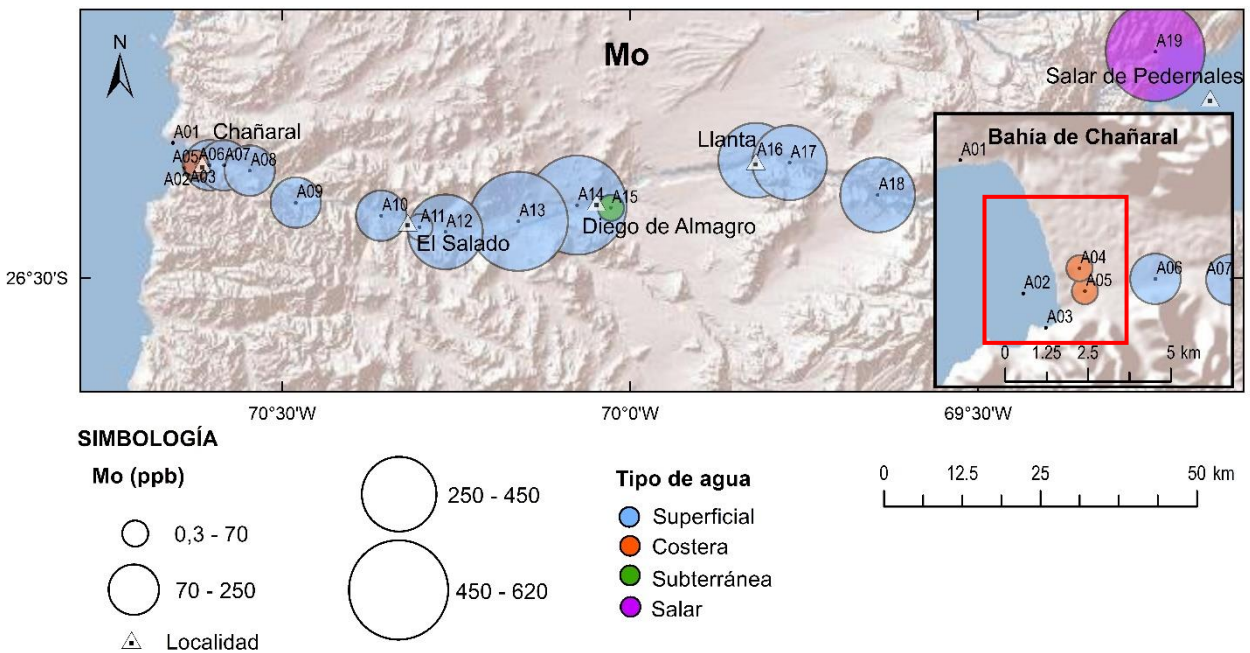 N
Mo
A19
Salar de Pedernales
A01
Chañaral
A05
A06
A07
A08
A02
A03
A09
A10
A11
A12
El Salado
A13
A14
A15
Diego de Almagro
Llanta
A16
A17
A18
Bahía de Chañaral
A01
A02
A03
A04
A05
A06
A07
0 1.25 2.5 5 km
26°30'S
70°30'W 70°0'W 69°30'W
SIMBOLOGÍA
Mo (ppb)
0,3 - 70
70 - 250
250 - 450
450 - 620
Localidad
Tipo de agua
Superficial
Costera
Subterránea
Salar
0 12.5 25 50 km